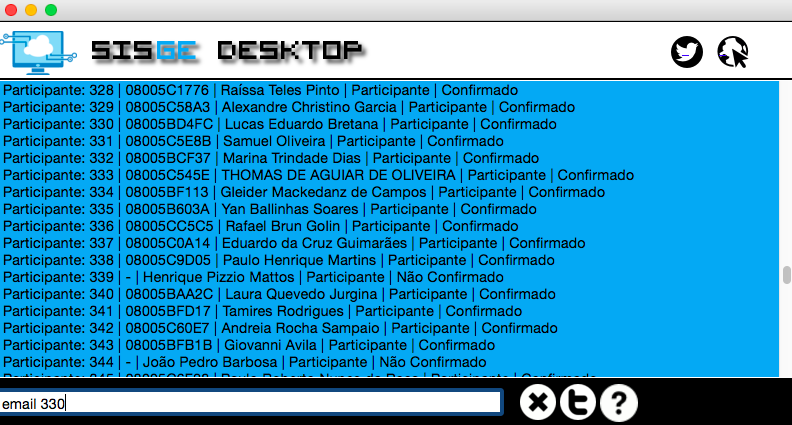 SISGE DESKTOP
Participante: 328 | 08005C1776 | Raíssa Teles Pinto | Participante | Confirmado
Participante: 329 | 08005C58A3 | Alexandre Christino Garcia | Participante | Confirmado
Participante: 330 | 08005BD4FC | Lucas Eduardo Bretana | Participante | Confirmado
Participante: 331 | 08005C5E8B | Samuel Oliveira | Participante | Confirmado
Participante: 332 | 08005BCF37 | Marina Trindade Dias | Participante | Confirmado
Participante: 333 | 08005C545E | THOMAS DE AGUIAR DE OLIVEIRA | Participante | Confirmado
Participante: 334 | 08005BF113 | Gleider Mackedanz de Campos | Participante | Confirmado
Participante: 335 | 08005B603A | Yan Ballinhas Soares | Participante | Confirmado
Participante: 336 | 08005CC5C5 | Rafael Brun Golin | Participante | Confirmado
Participante: 337 | 08005C0A14 | Eduardo da Cruz Guimarães | Participante | Confirmado
Participante: 338 | 08005C9D05 | Paulo Henrique Martins | Participante | Confirmado
Participante: 339 | - | Henrique Pizzio Mattos | Participante | Não Confirmado
Participante: 340 | 08005BAA2C | Laura Quevedo Jurgina | Participante | Confirmado
Participante: 341 | 08005BFD17 | Tamires Rodrigues | Participante | Confirmado
Participante: 342 | 08005C60E7 | Andreia Rocha Sampaio | Participante | Confirmado
Participante: 343 | 08005BFB1B | Giovanni Avila | Participante | Confirmado
Participante: 344 | - | João Pedro Barbosa | Participante | Não Confirmado
email 330